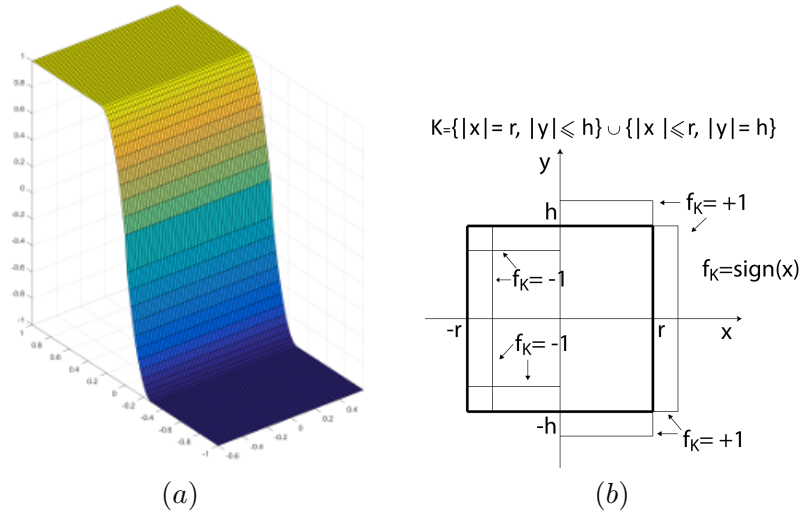 1
0.8
0.6
0.4
0.2
0
-0.2
-0.4
-0.6
-0.8
-1
1
0.8
0.6
0.4
0.2
0
-0.2
-0.4
-0.6
-0.8
-1
-0.6
-0.4
-0.2
0
0.2
0.4
(a)
K={|x|= r, |y|⩽ h} ∪ {|x |⩽r, |y|= h}
y
h
f_K= +1
f_K=sign(x)
f_K= -1
-r
r
x
f_K= -1
-h
f_K= +1
(b)